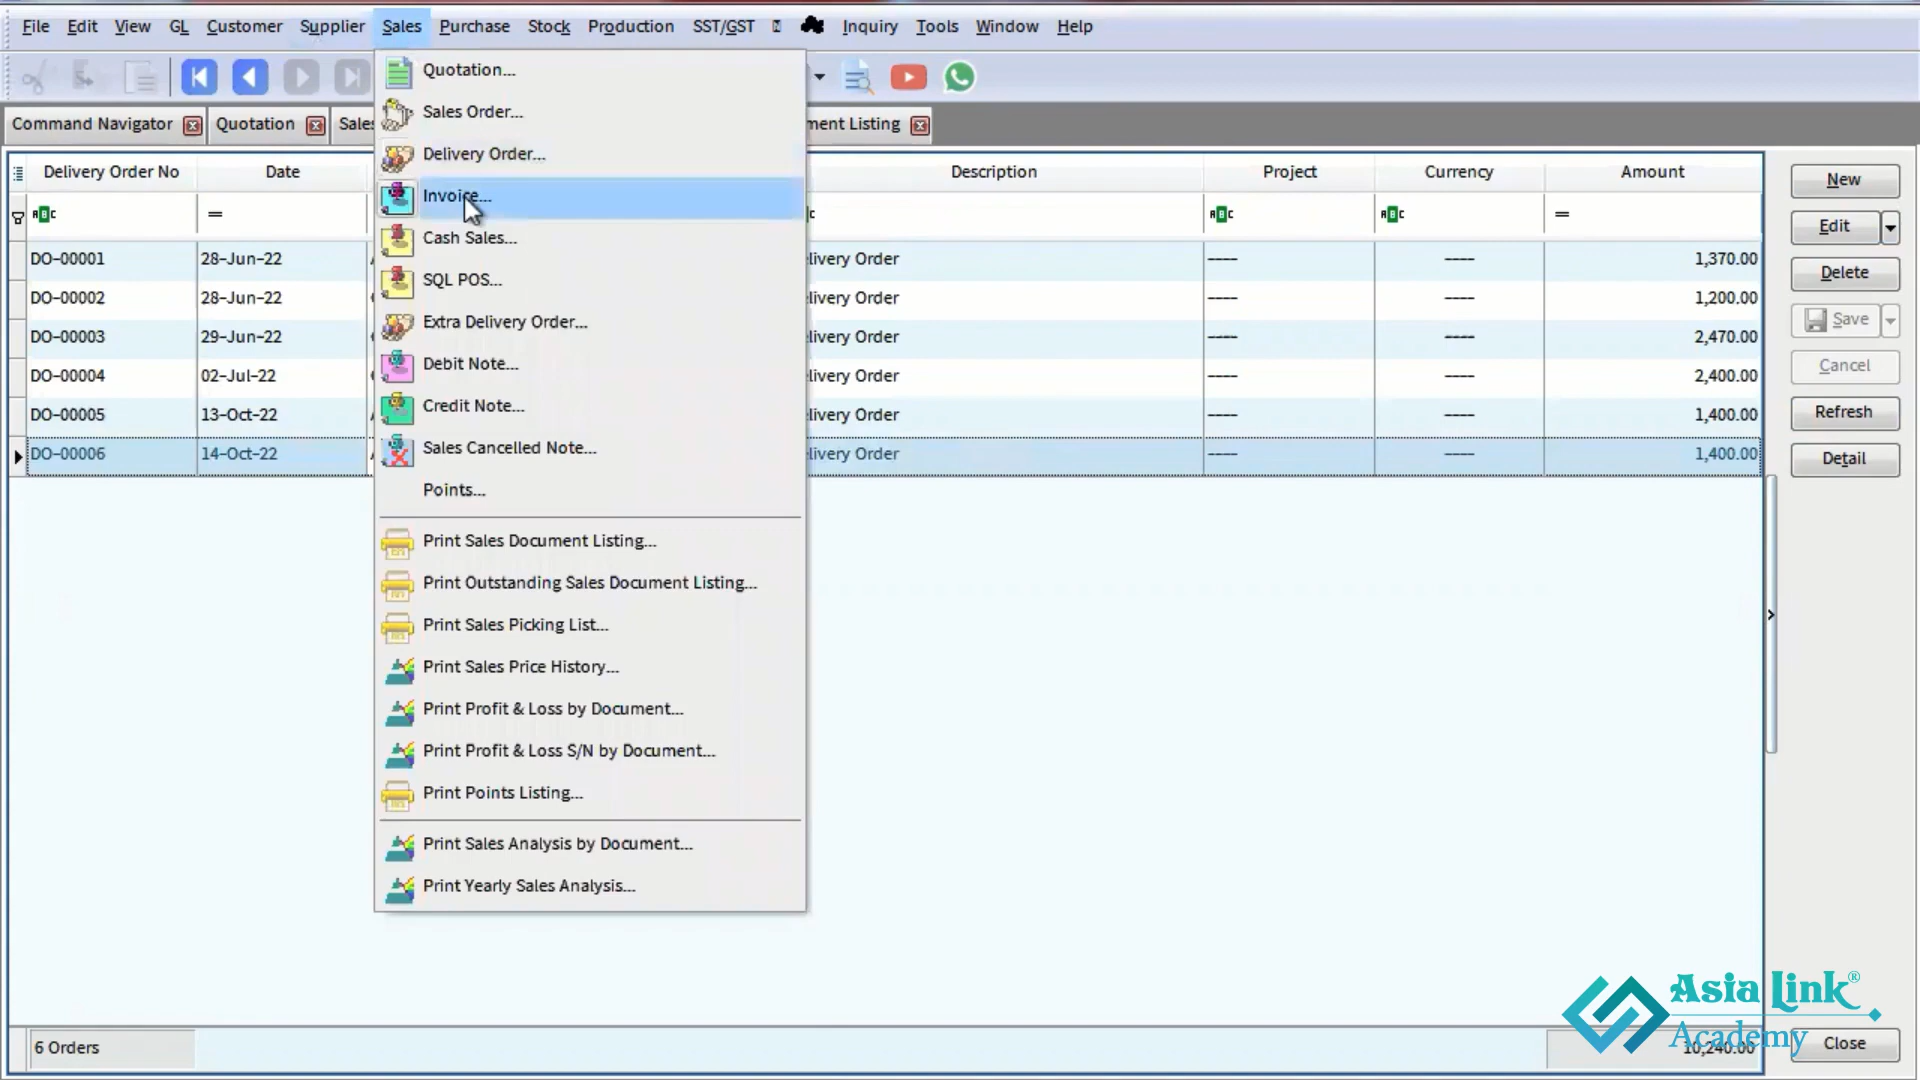 File Edit View GL Customer Supplier Sales Purchase Stock Production SST/GST Inquiry Tools Window Help
Command Navigator Quotation Sales ment Listing
Quotation...
Sales Order...
Delivery Order...
Invoice...
Cash Sales...
SQL POS...
Extra Delivery Order...
Debit Note...
Credit Note...
Sales Cancelled Note...
Points...
Print Sales Document Listing...
Print Outstanding Sales Document Listing...
Print Sales Picking List...
Print Sales Price History...
Print Profit & Loss by Document...
Print Profit & Loss S/N by Document...
Print Points Listing...
Print Sales Analysis by Document...
Print Yearly Sales Analysis...
Delivery Order No Date Description Project Currency Amount
ABC = C ABC ABC =
DO-00001 28-Jun-22 livery Order ---- ---- 1,370.00
DO-00002 28-Jun-22 livery Order ---- ---- 1,200.00
DO-00003 29-Jun-22 livery Order ---- ---- 2,470.00
DO-00004 02-Jul-22 livery Order ---- ---- 2,400.00
DO-00005 13-Oct-22 livery Order ---- ---- 1,400.00
DO-00006 14-Oct-22 livery Order ---- ---- 1,400.00
New
Edit
Delete
Save
Cancel
Refresh
Detail
6 Orders 10,240.00
Asia Link®
Academy
Close